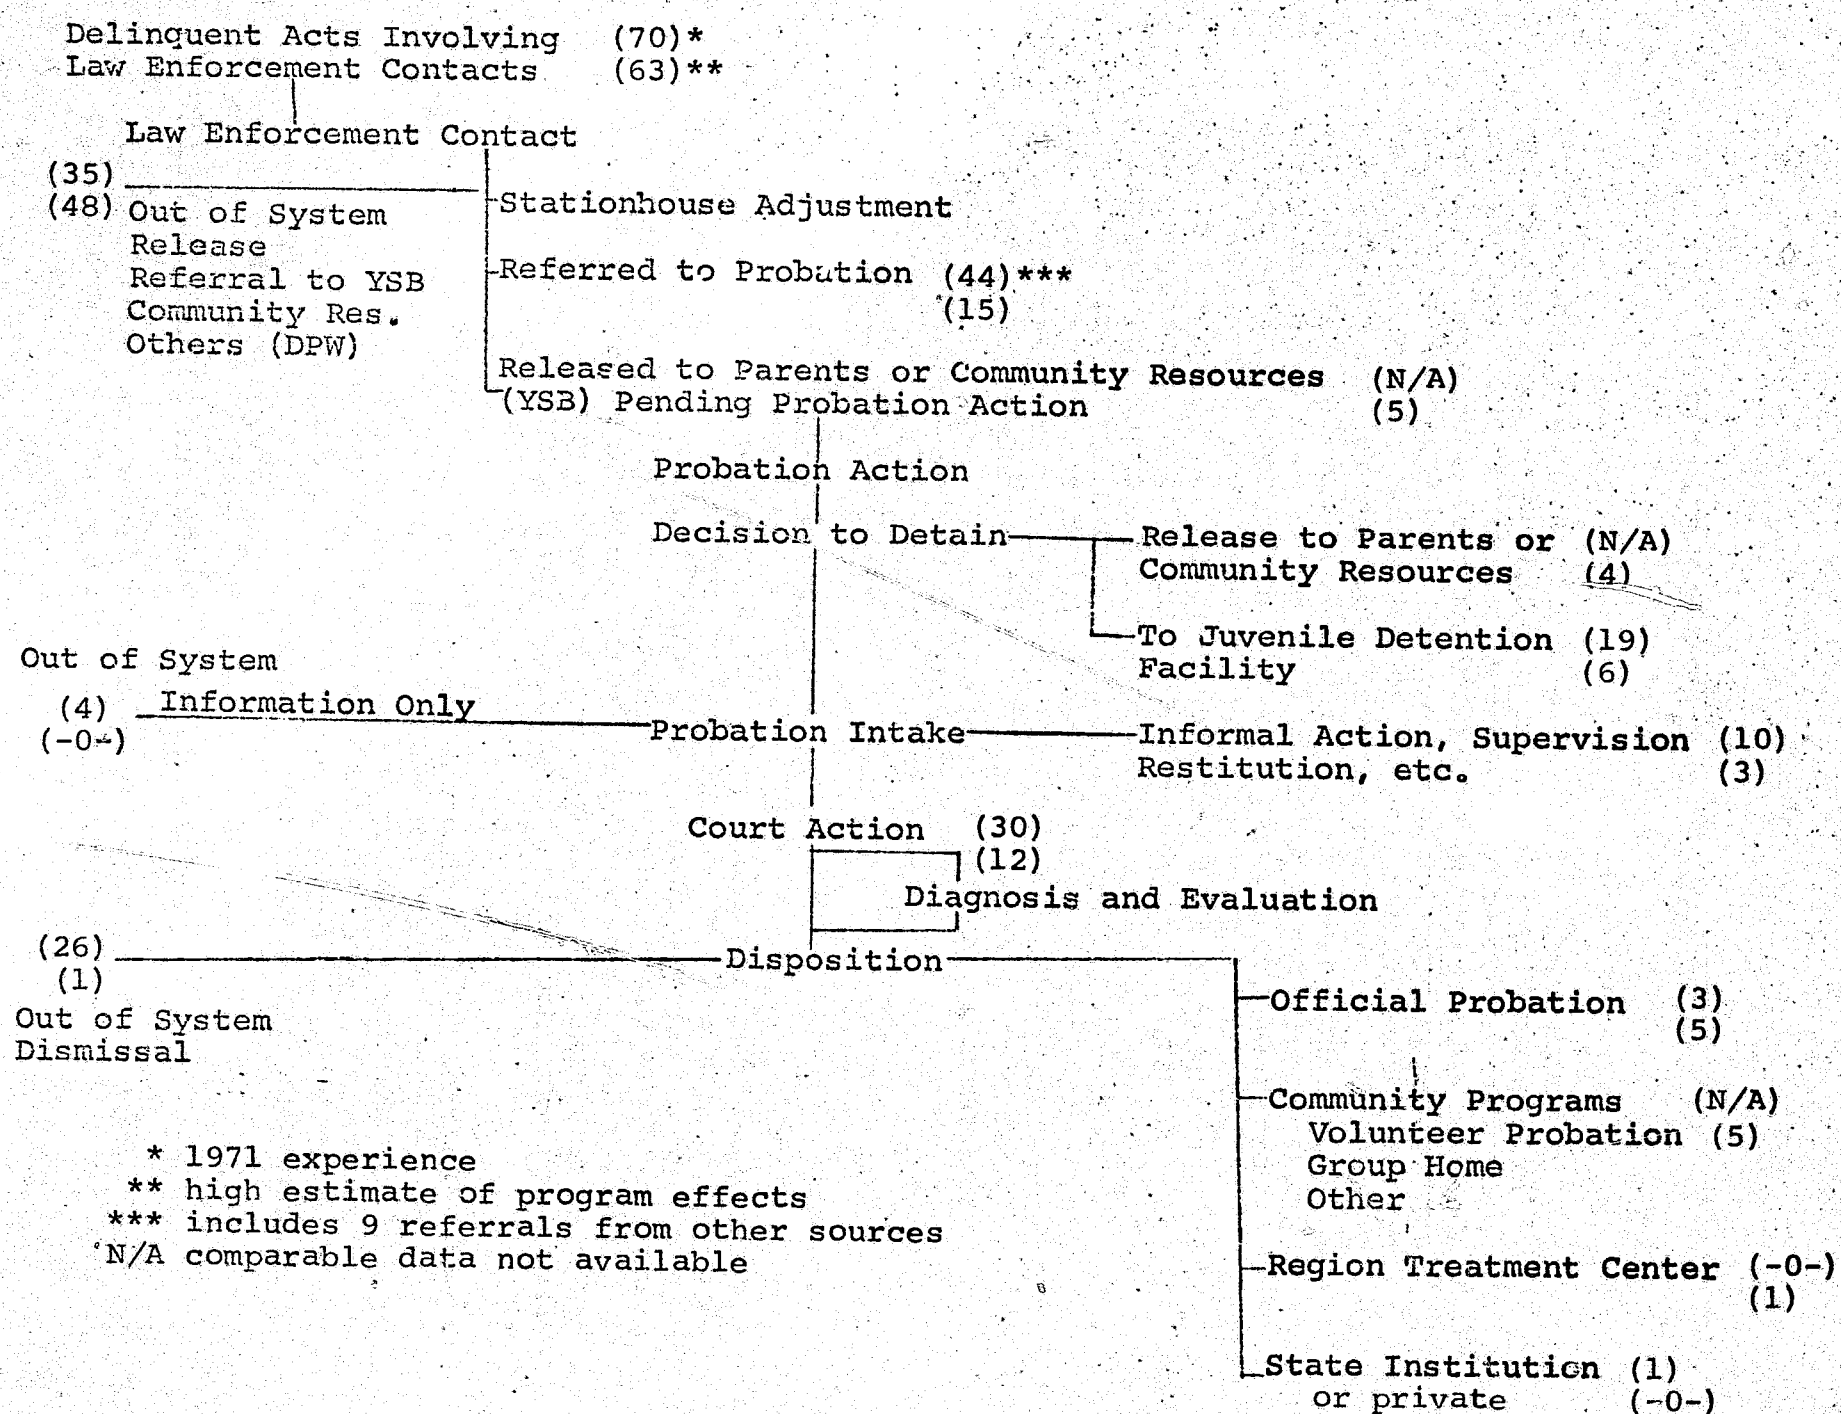 Delinquent Acts Involving (70)*
Law Enforcement Contacts (63)**
Law Enforcement Contact
(35)
(48) Out of System
Release
Referral to YSB
Community Res.
Others (DPW)
Stationhouse Adjustment
Referred to Probation (44)***
(15)
Released to Parents or Community Resources (N/A)
(YSB) Pending Probation Action (5)
Probation Action
Decision to Detain
Release to Parents or (N/A)
Community Resources (4)
To Juvenile Detention (19)
Facility (6)
Out of System
(4) Information Only
(-0-)
Probation Intake
Informal Action, Supervision (10)
Restitution, etc. (3)
Court Action (30)
(12)
Diagnosis and Evaluation
(26)
(1)
Out of System
Dismissal
Disposition
Official Probation (3)
(5)
Community Programs (N/A)
Volunteer Probation (5)
Group Home
Other
Region Treatment Center (-0-)
(1)
State Institution (1)
or private (-0-)
* 1971 experience
** high estimate of program effects
*** includes 9 referrals from other sources
N/A comparable data not available